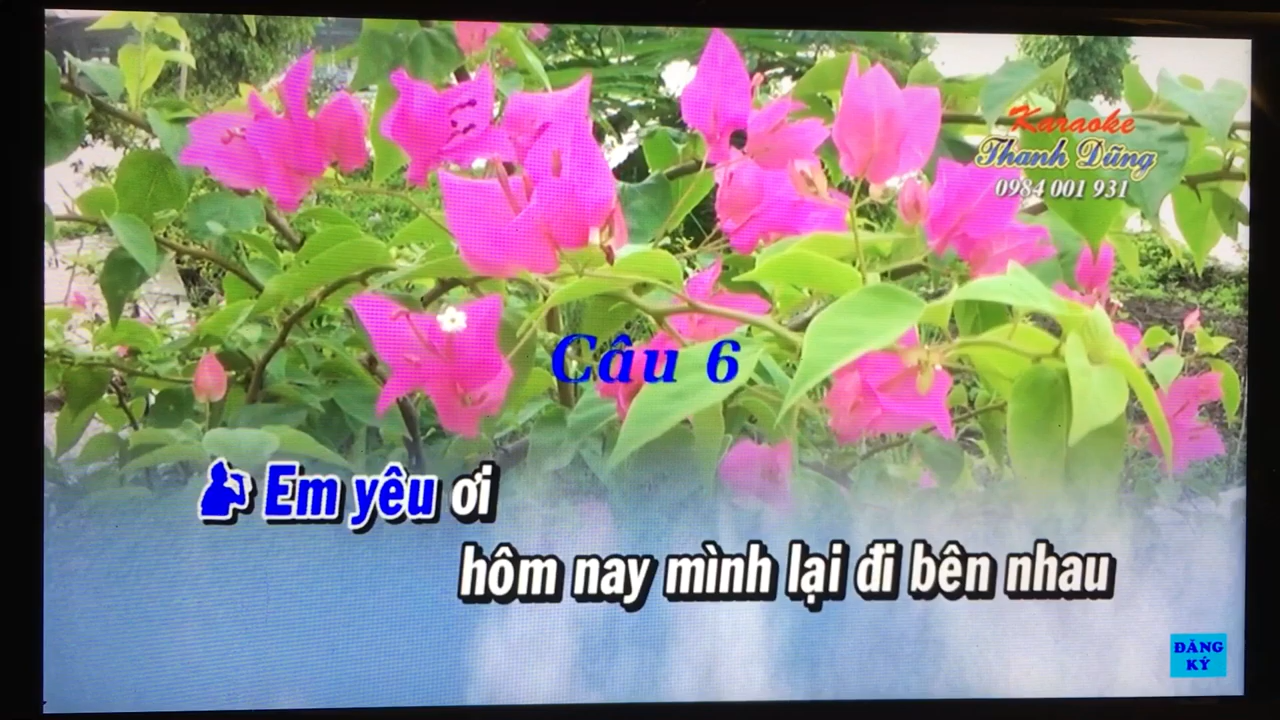 Karaoke
Thanh Dũng
0984 001 931
Câu 6
Em yêu ơi
hôm nay mình lại đi bên nhau
ĐĂNG
KÝ